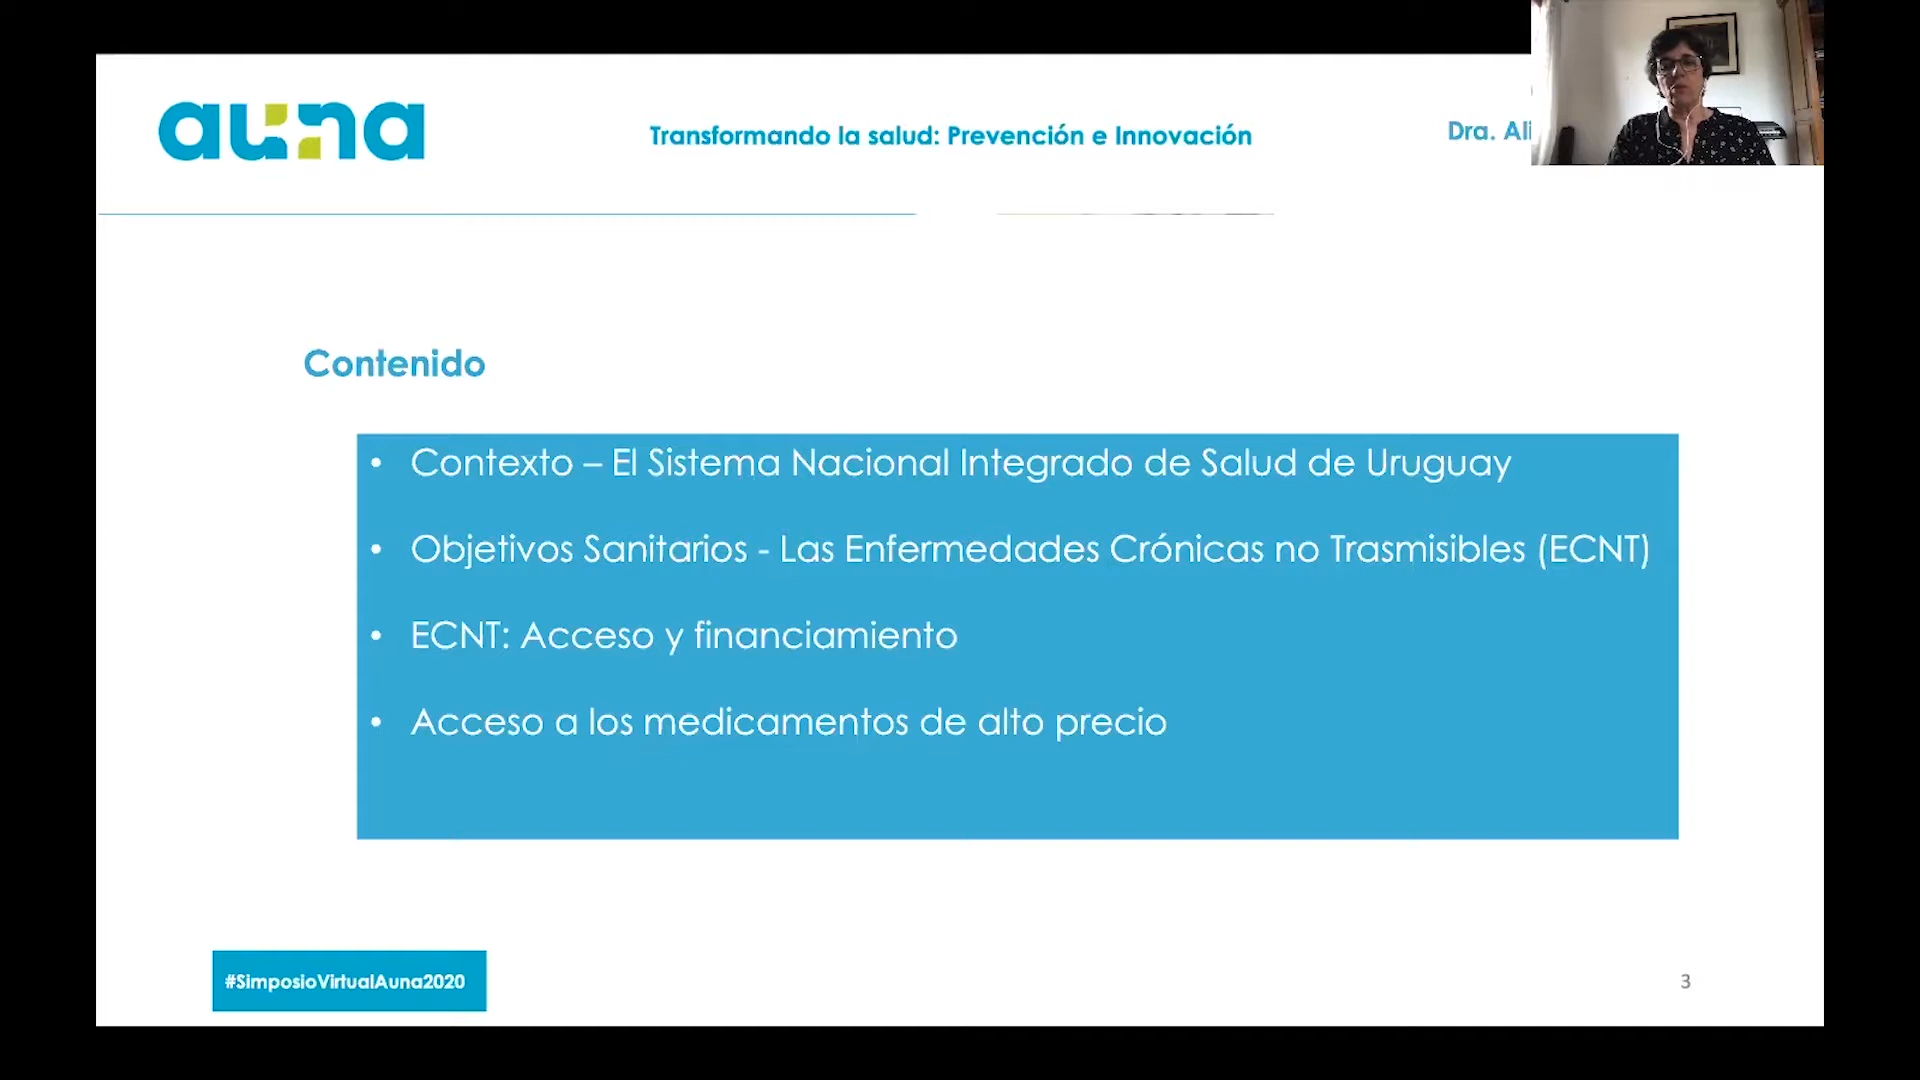 auna
Transformando la salud: Prevención e Innovación
Dra.
Contenido
• Contexto – El Sistema Nacional Integrado de Salud de Uruguay
• Objetivos Sanitarios - Las Enfermedades Crónicas no Trasmisibles (ECNT)
• ECNT: Acceso y financiamiento
• Acceso a los medicamentos de alto precio
#SimposioVirtualAuna2020
3